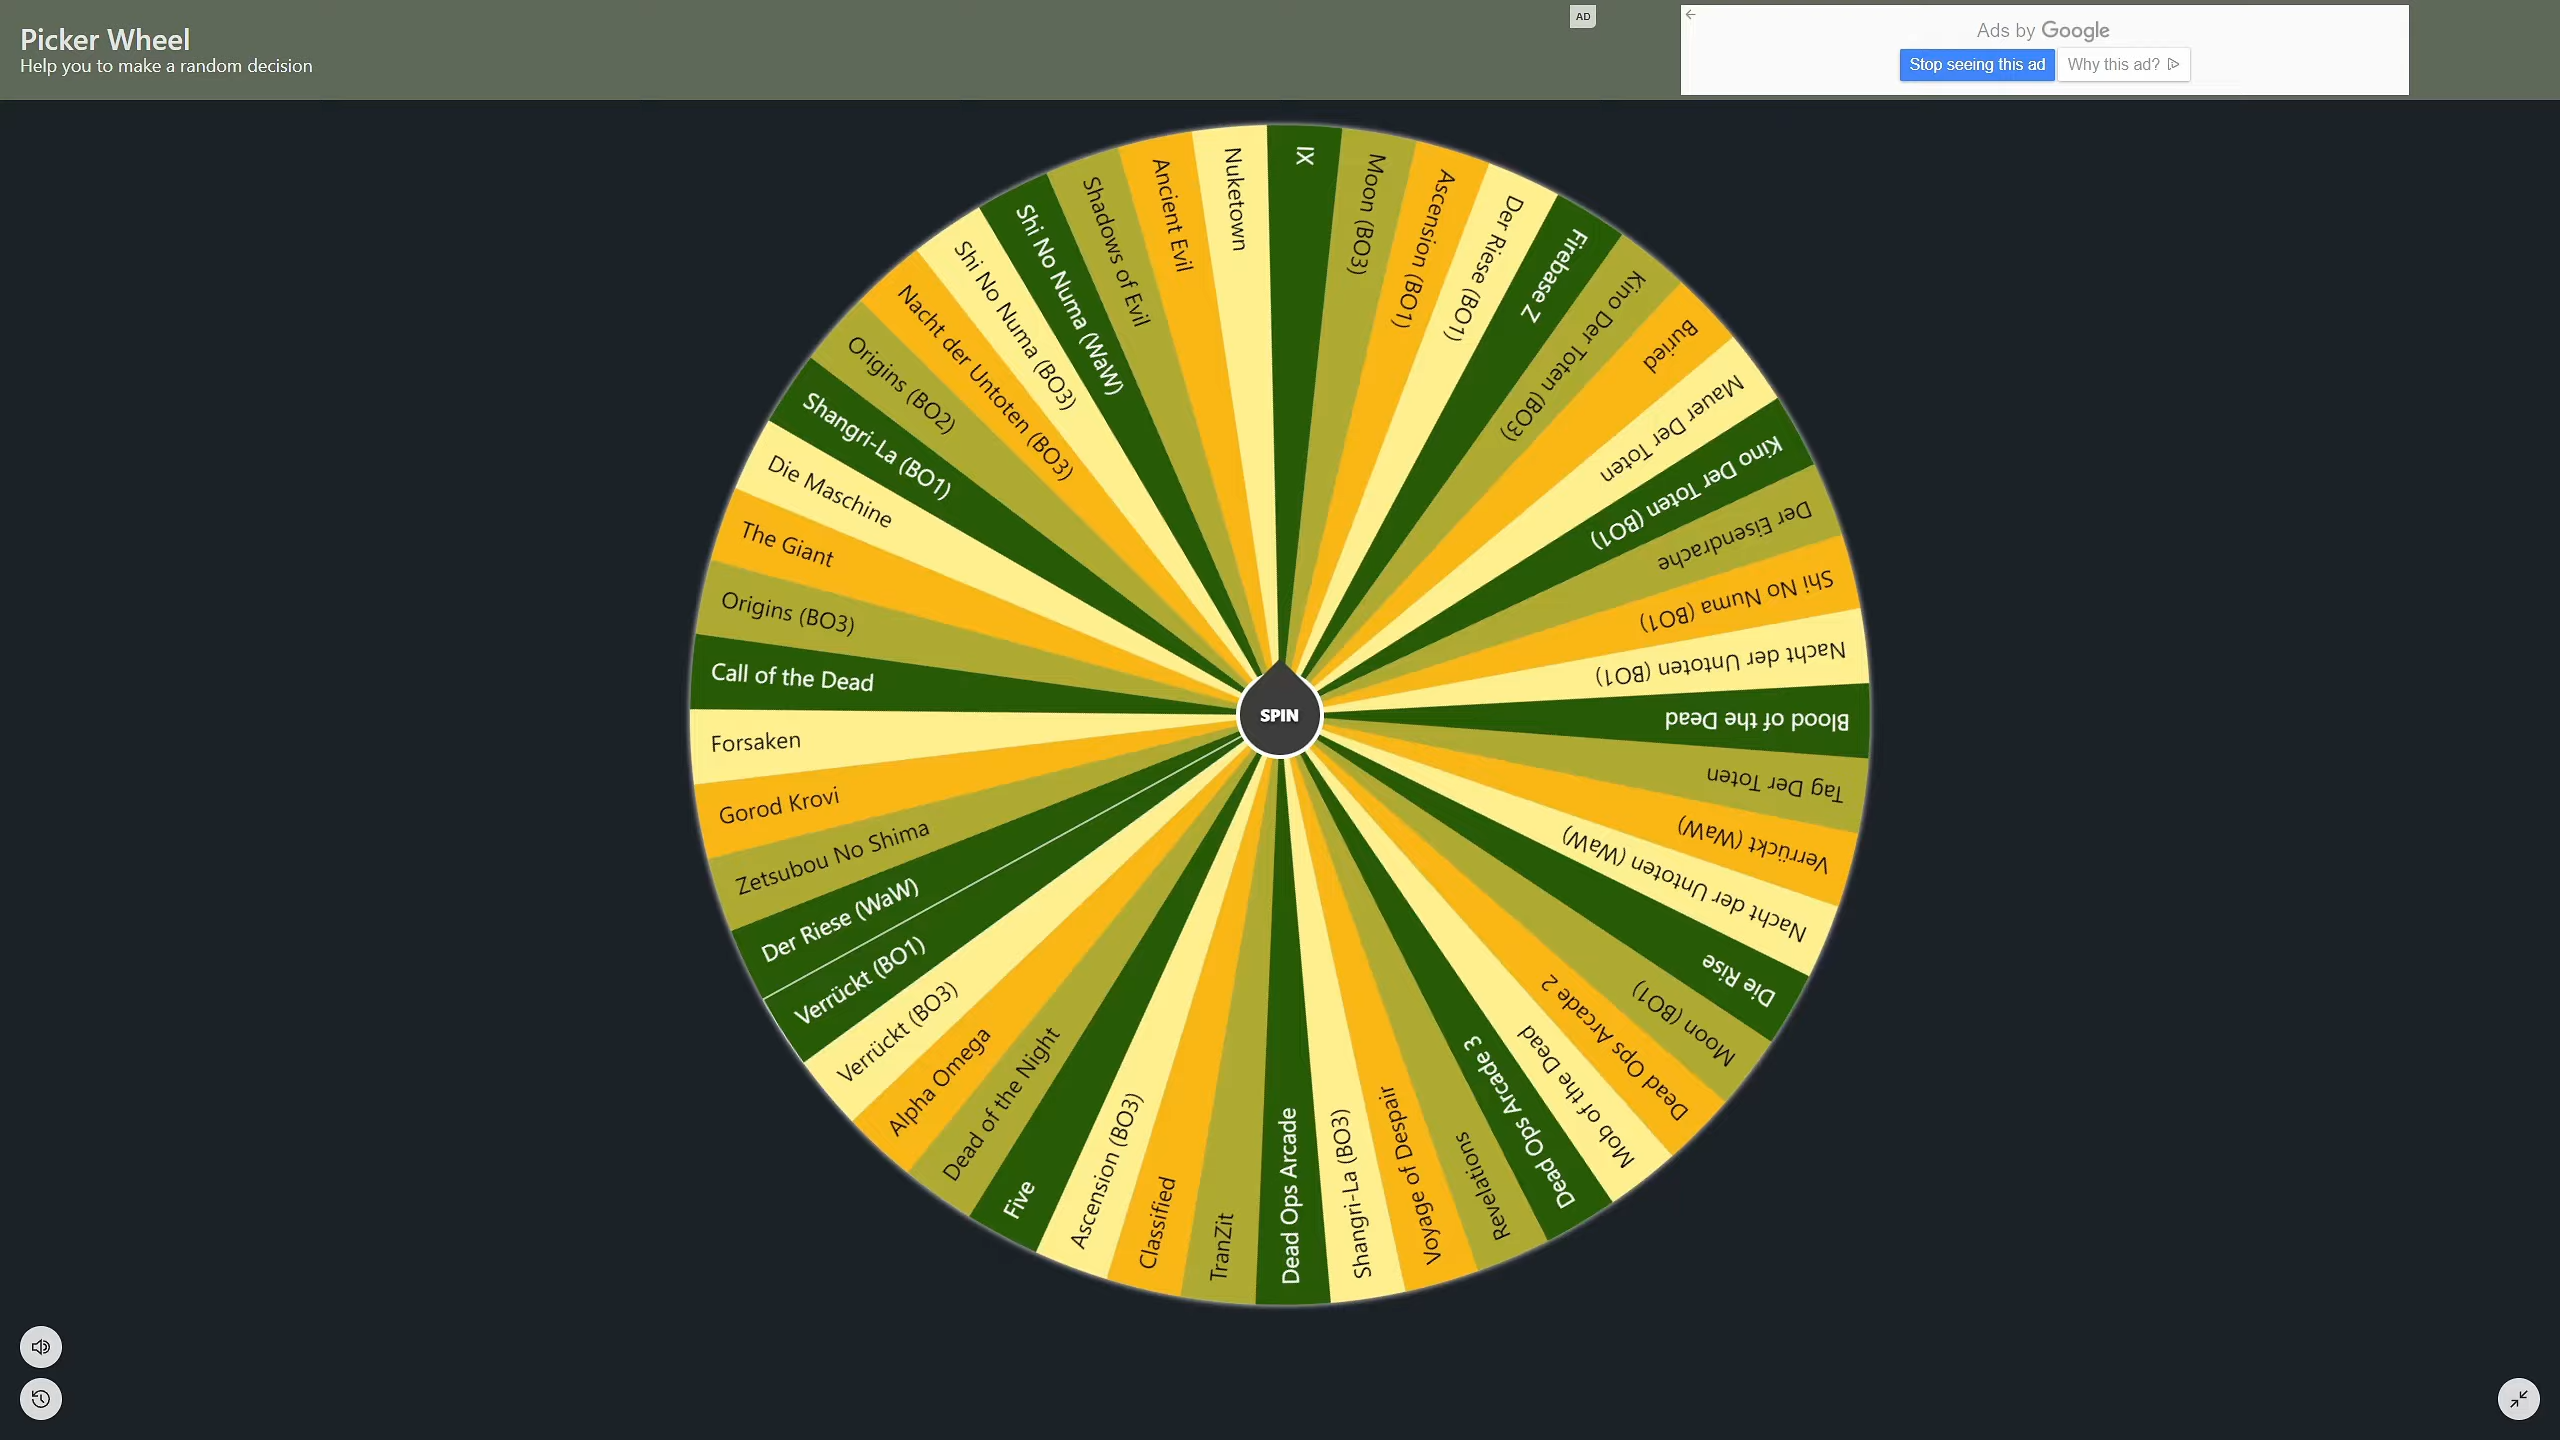 Picker Wheel
Help you to make a random decision
AD
Ads by Google
Stop seeing this ad
Why this ad?
IX
Moon (BO3)
Ascension (BO1)
Der Riese (BO1)
Firebase Z
Kino Der Toten (BO3)
Buried
Mauer Der Toten
Kino Der Toten (BO1)
Der Eisendrache
Shi No Numa (BO1)
Nacht der Untoten (BO1)
Blood of the Dead
Tag Der Toten
Verrückt (WaW)
Nacht der Untoten (WaW)
Die Rise
Moon (BO1)
Dead Ops Arcade 2
Mob of the Dead
Dead Ops Arcade 3
Revelations
Voyage of Despair
Shangri-La (BO3)
Dead Ops Arcade
TranZit
Classified
Ascension (BO3)
Five
Dead of the Night
Alpha Omega
Verrückt (BO3)
Verrückt (BO1)
Der Riese (WaW)
Zetsubou No Shima
Gorod Krovi
Forsaken
Call of the Dead
Origins (BO3)
The Giant
Die Maschine
Shangri-La (BO1)
Origins (BO2)
Nacht der Untoten (BO3)
Shi No Numa (BO3)
Shi No Numa (WaW)
Shadows of Evil
Ancient Evil
Nuketown
SPIN